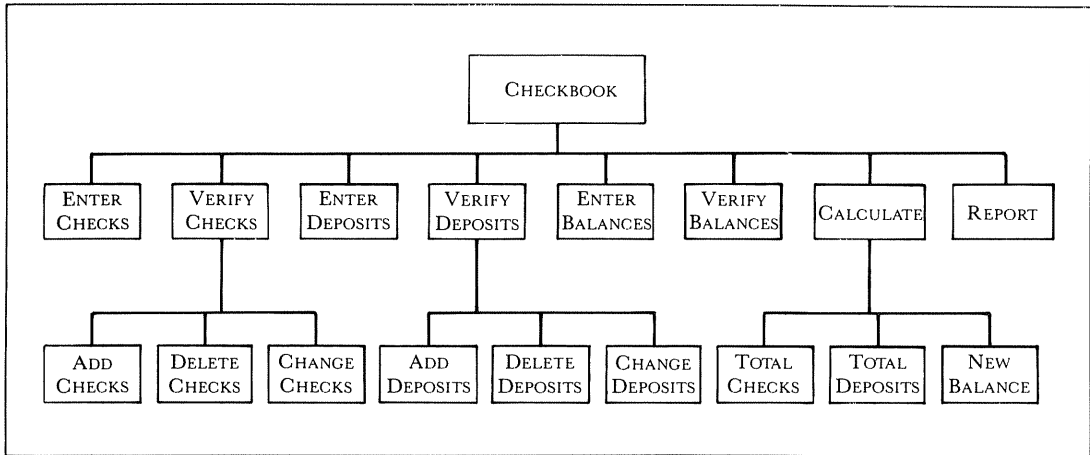 CHECKBOOK
ENTER
CHECKS
VERIFY
CHECKS
ENTER
DEPOSITS
VERIFY
DEPOSITS
ENTER
BALANCES
VERIFY
BALANCES
CALCULATE
REPORT
ADD
CHECKS
DELETE
CHECKS
CHANGE
CHECKS
ADD
DEPOSITS
DELETE
DEPOSITS
CHANGE
DEPOSITS
TOTAL
CHECKS
TOTAL
DEPOSITS
NEW
BALANCE